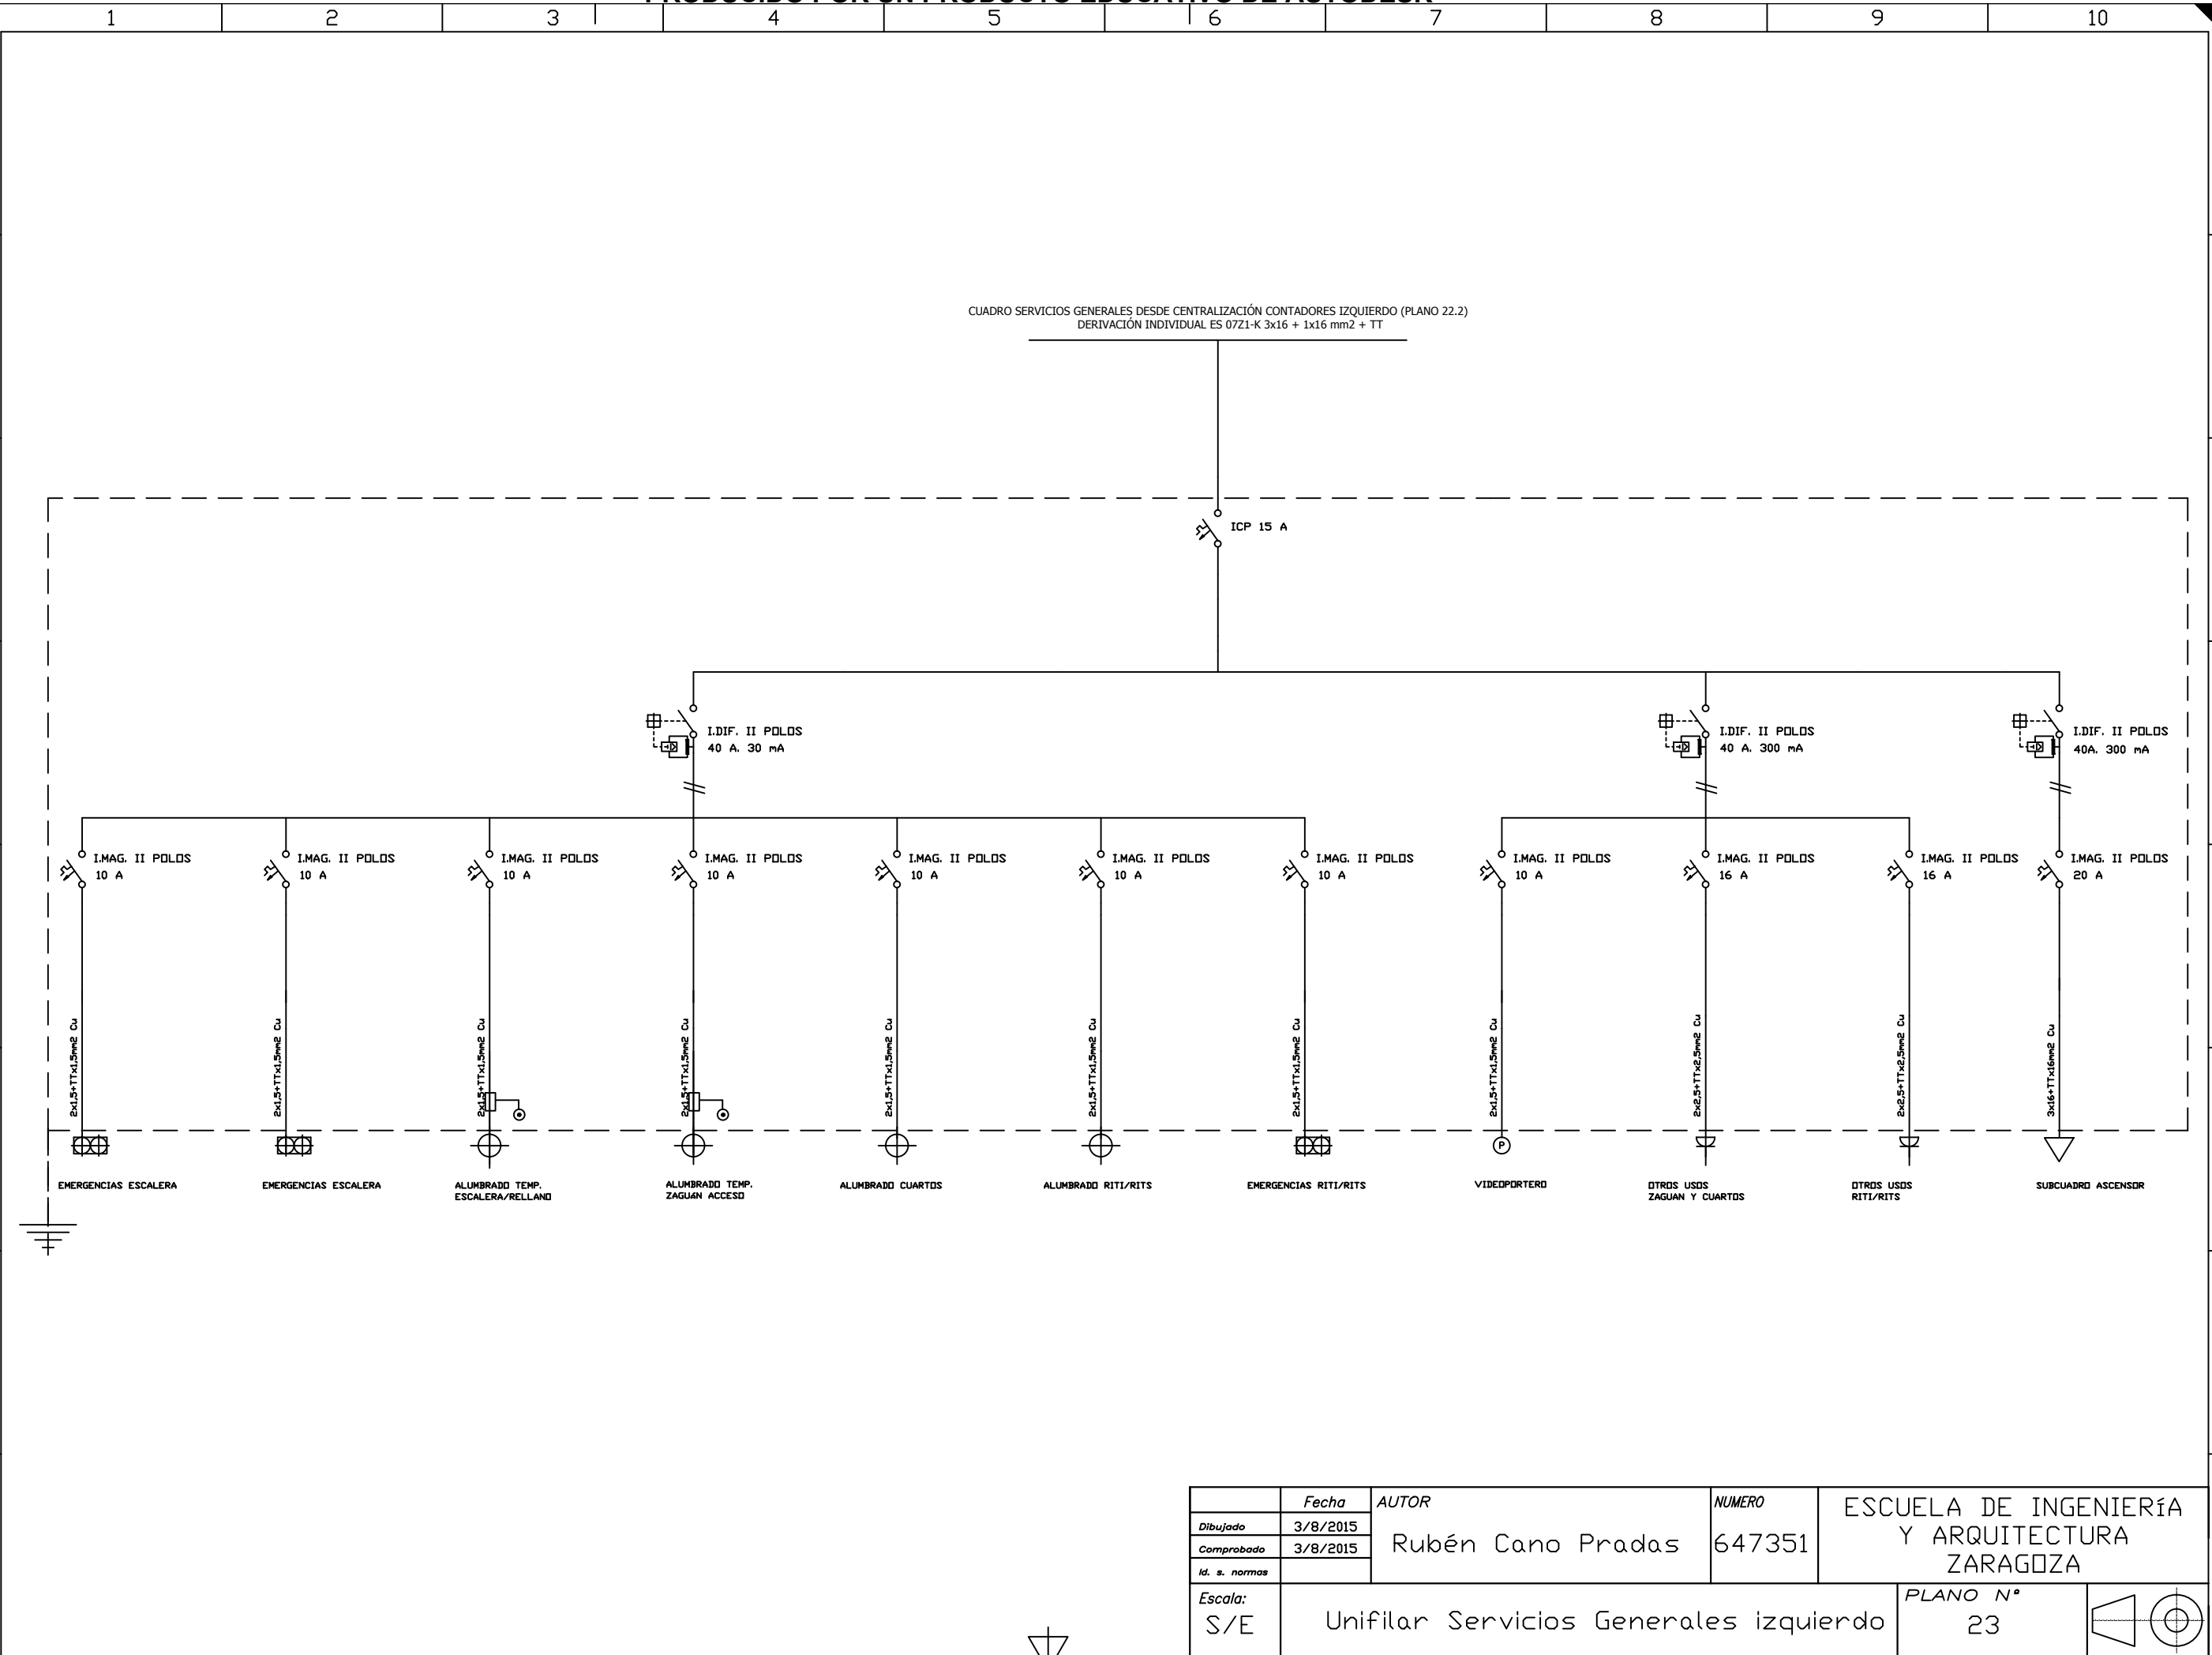 PRODUCIDO POR UN PRODUCTO EDUCATIVO DE AUTODESK
1 2 3 4 5 6 7 8 9 10
CUADRO SERVICIOS GENERALES DESDE CENTRALIZACIÓN CONTADORES IZQUIERDO (PLANO 22.2)
DERIVACIÓN INDIVIDUAL ES 07Z1-K 3x16 + 1x16 mm2 + TT
ICP 15 A
I.DIF. II POLOS
40 A. 30 mA
I.DIF. II POLOS
40 A. 300 mA
I.DIF. II POLOS
40A. 300 mA
I.MAG. II POLOS
10 A
I.MAG. II POLOS
10 A
I.MAG. II POLOS
10 A
I.MAG. II POLOS
10 A
I.MAG. II POLOS
10 A
I.MAG. II POLOS
10 A
I.MAG. II POLOS
10 A
I.MAG. II POLOS
10 A
I.MAG. II POLOS
16 A
I.MAG. II POLOS
16 A
I.MAG. II POLOS
20 A
2x1,5+TTx1,5mm2 Cu
2x1,5+TTx1,5mm2 Cu
2x1,5+TTx1,5mm2 Cu
2x1,5+TTx1,5mm2 Cu
2x1,5+TTx1,5mm2 Cu
2x1,5+TTx1,5mm2 Cu
2x1,5+TTx1,5mm2 Cu
2x1,5+TTx1,5mm2 Cu
2x2,5+TTx2,5mm2 Cu
2x2,5+TTx2,5mm2 Cu
3x16+TTx16mm2 Cu
P
EMERGENCIAS ESCALERA
EMERGENCIAS ESCALERA
ALUMBRADO TEMP.
ESCALERA/RELLANO
ALUMBRADO TEMP.
ZAGUÁN ACCESO
ALUMBRADO CUARTOS
ALUMBRADO RITI/RITS
EMERGENCIAS RITI/RITS
VIDEOPORTERO
OTROS USOS
ZAGUAN Y CUARTOS
OTROS USOS
RITI/RITS
SUBCUADRO ASCENSOR
Fecha
Dibujado 3/8/2015
Comprobado 3/8/2015
Id. s. normas
AUTOR
Rubén Cano Pradas
NUMERO
647351
ESCUELA DE INGENIERíA
Y ARQUITECTURA
ZARAGOZA
Escala:
S/E
Unifilar Servicios Generales izquierdo
PLANO Nº
23